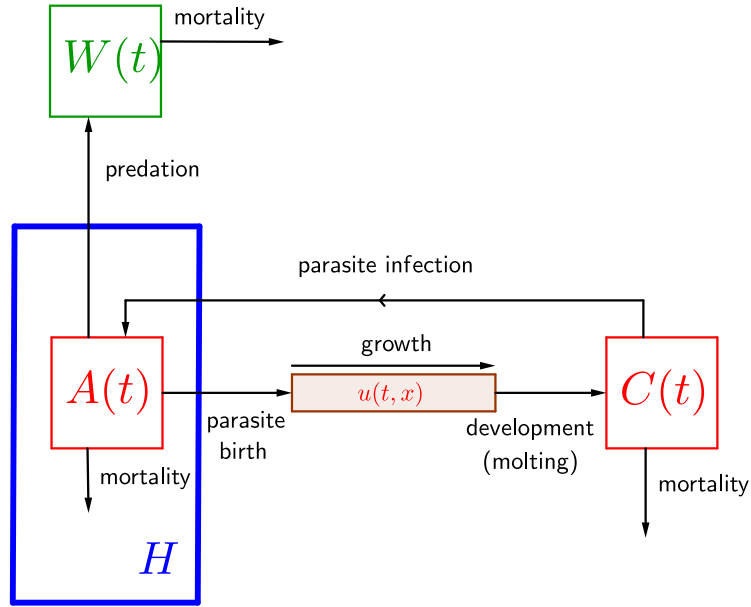 mortality
W(t)
predation
parasite infection
growth
A(t)
u(t, x)
C(t)
parasite
birth
development
(molting)
mortality
mortality
H